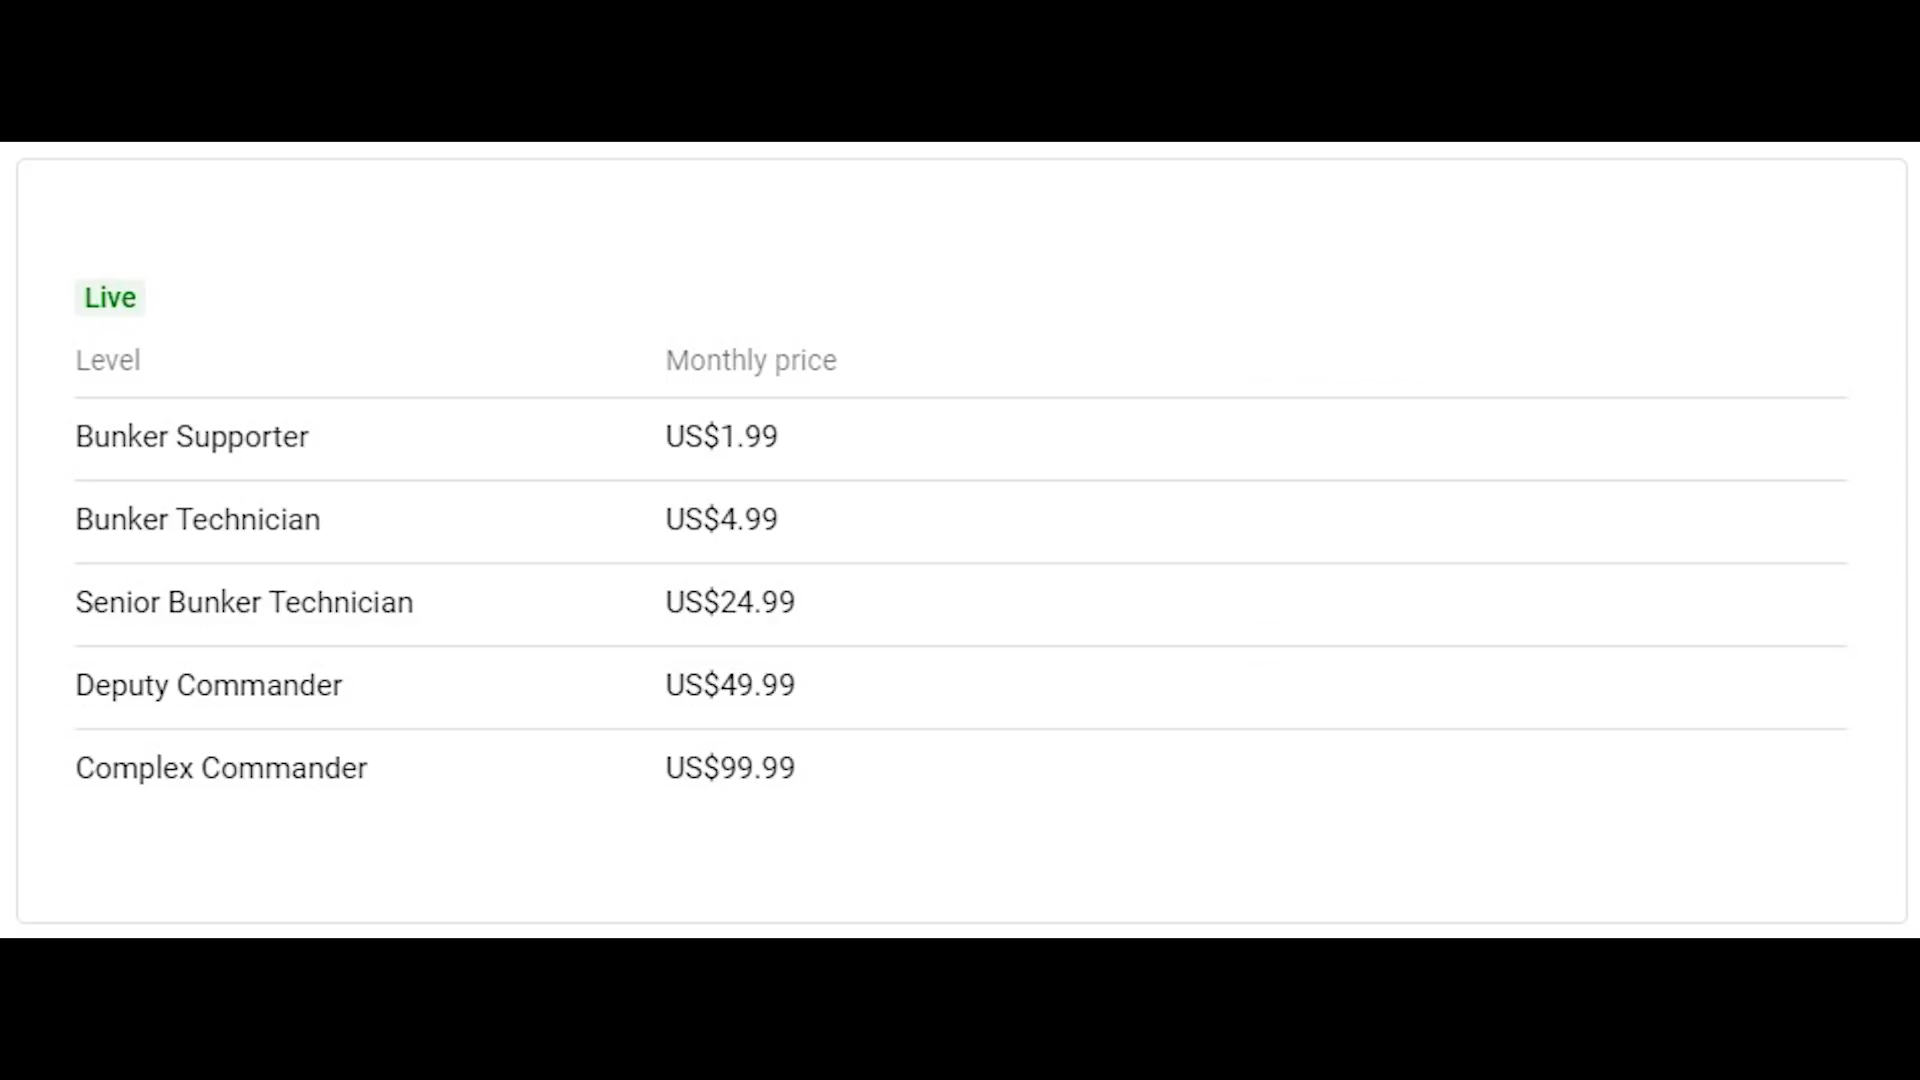 Live
Level Monthly price
Bunker Supporter US$1.99
Bunker Technician US$4.99
Senior Bunker Technician US$24.99
Deputy Commander US$49.99
Complex Commander US$99.99